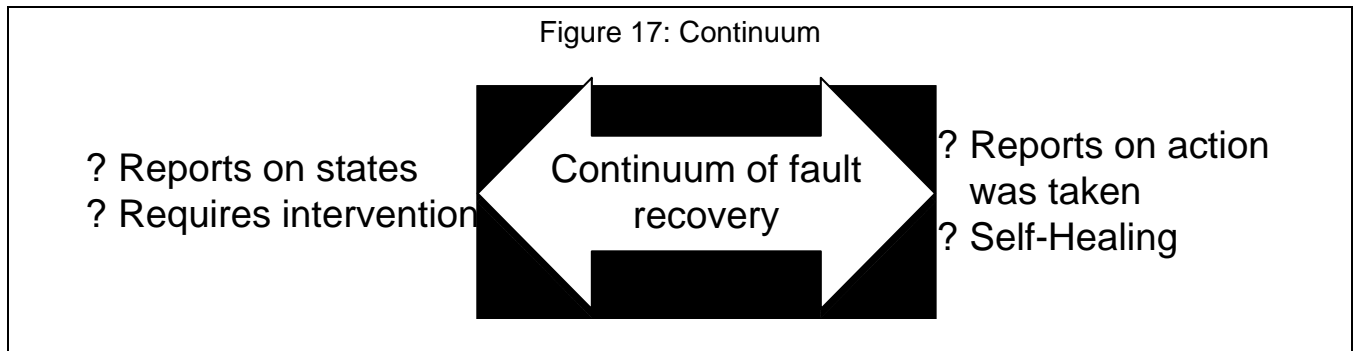 Figure 17: Continuum
? Reports on states
? Requires intervention
Continuum of fault
recovery
? Reports on action
was taken
? Self-Healing